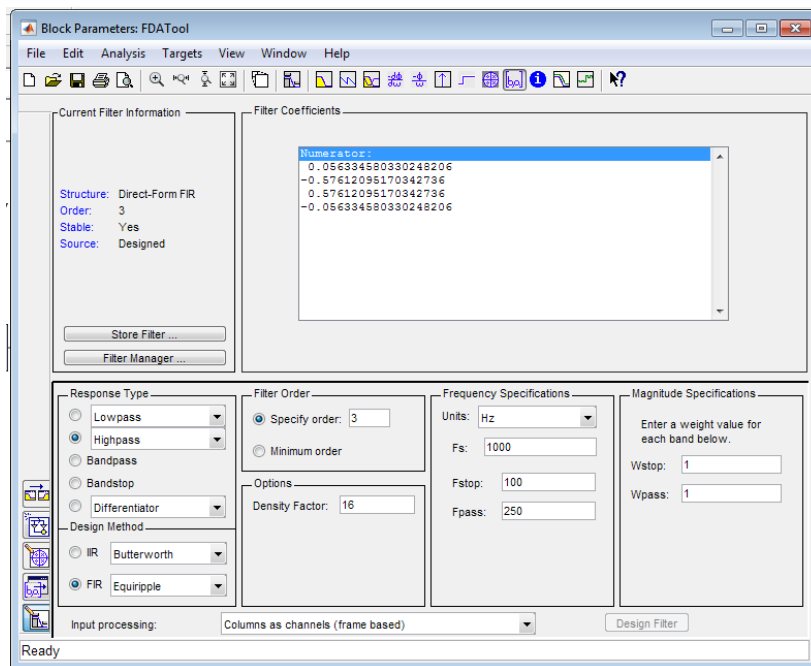 Block Parameters: FDATool
File Edit Analysis Targets View Window Help
Current Filter Information
Structure: Direct-Form FIR
Order: 3
Stable: Yes
Source: Designed
Store Filter ...
Filter Manager ...
Filter Coefficients
Numerator:
0.056334580330248206
-0.57612095170342736
0.57612095170342736
-0.056334580330248206
Response Type
Lowpass
Highpass
Bandpass
Bandstop
Differentiator
Design Method
IIR Butterworth
FIR Equiripple
Filter Order
Specify order: 3
Minimum order
Options
Density Factor: 16
Frequency Specifications
Units: Hz
Fs: 1000
Fstop: 100
Fpass: 250
Magnitude Specifications
Enter a weight value for
each band below.
Wstop: 1
Wpass: 1
Input processing: Columns as channels (frame based)
Design Filter
Ready